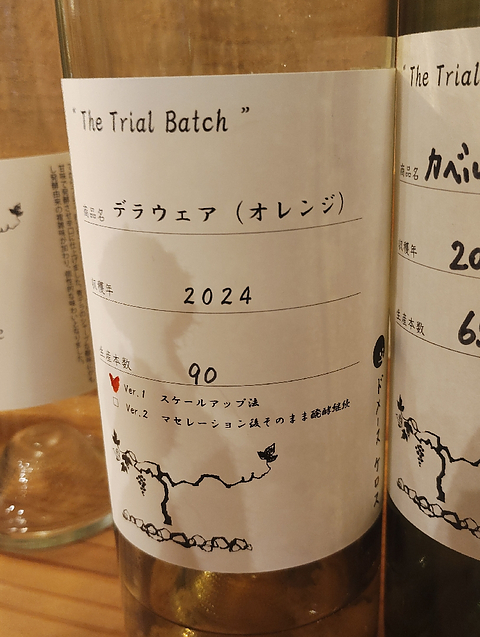 “The Trial Batch”
商品名 デラウェア（オレンジ）
収穫年 2024
生産本数 90
Ver.1 スケールアップ法
Ver.2 マセレーション後そのまま醗酵継続
ドメーヌ ケロス
“The Trial
商品名 カベル
収穫年 20
生産本数 6